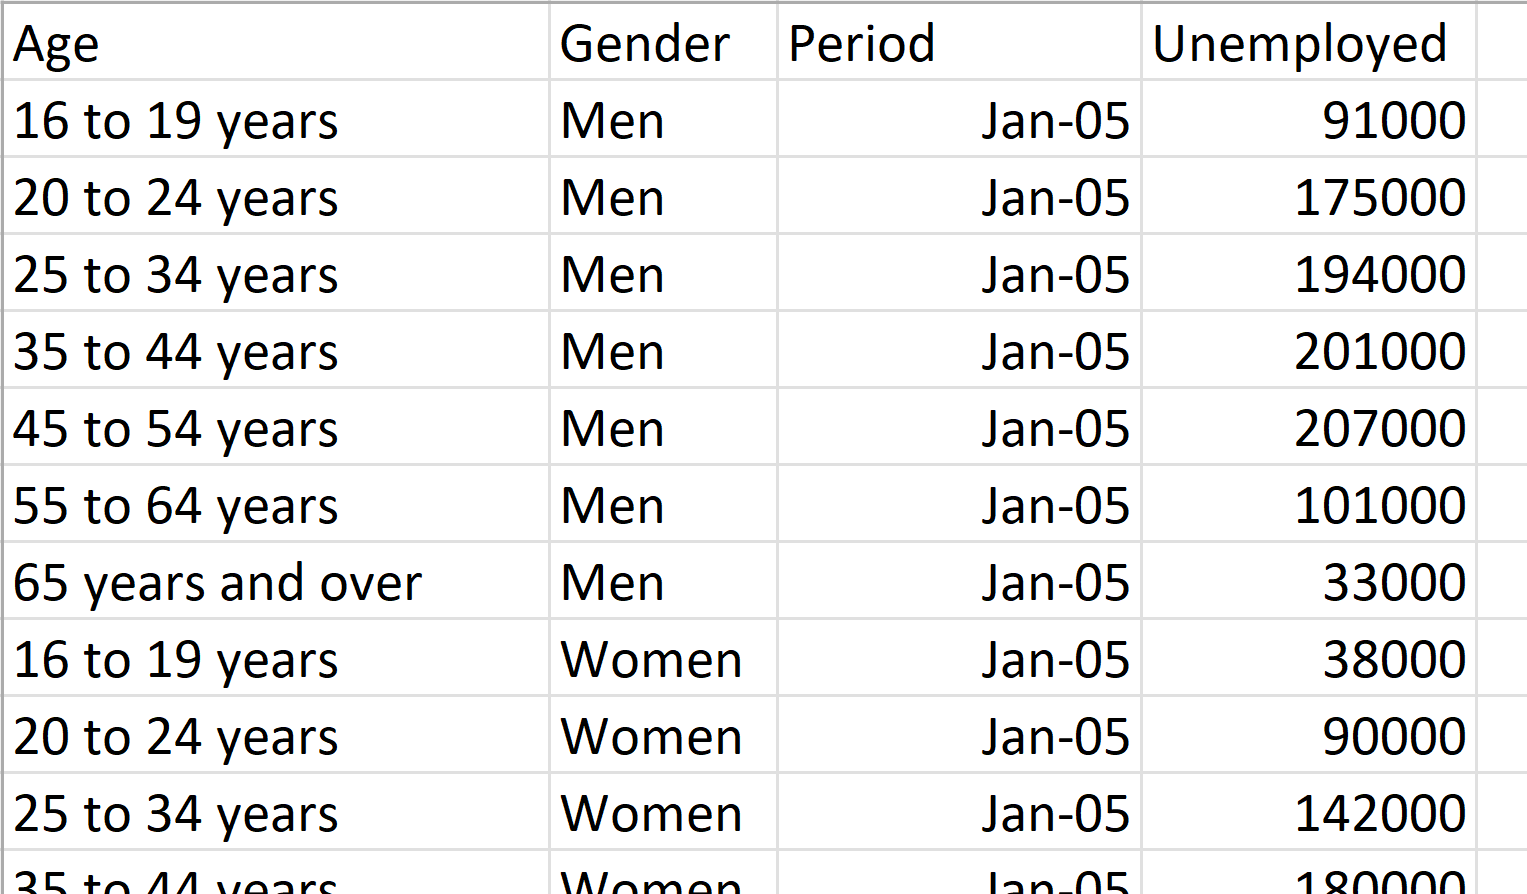 Age Gender Period Unemployed
16 to 19 years Men Jan-05 91000
20 to 24 years Men Jan-05 175000
25 to 34 years Men Jan-05 194000
35 to 44 years Men Jan-05 201000
45 to 54 years Men Jan-05 207000
55 to 64 years Men Jan-05 101000
65 years and over Men Jan-05 33000
16 to 19 years Women Jan-05 38000
20 to 24 years Women Jan-05 90000
25 to 34 years Women Jan-05 142000
35 to 44 years Women Jan-05 180000